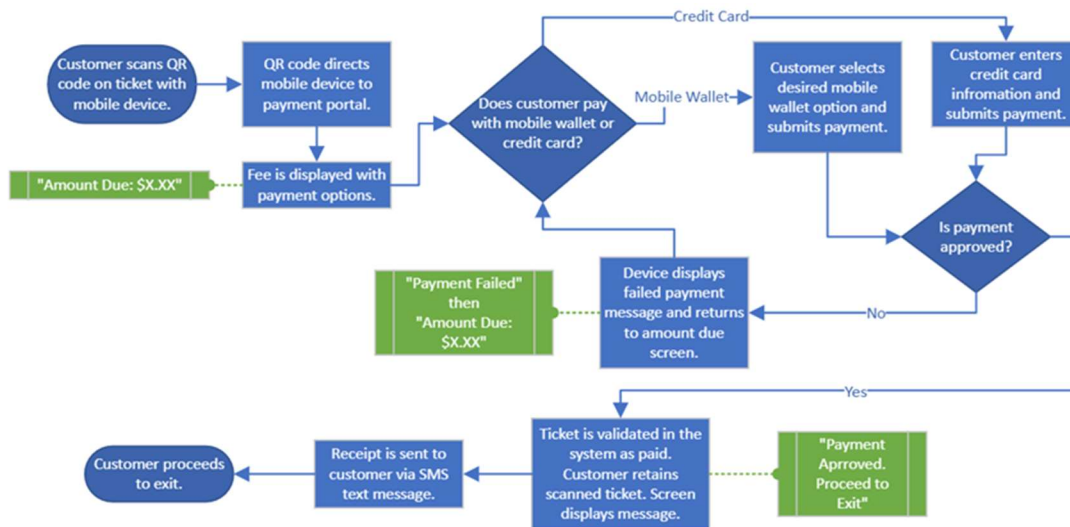 Credit Card
Customer scans QR
code on ticket with
mobile device.
QR code directs
mobile device to
payment portal.
Does customer pay
with mobile wallet or
credit card?
Mobile Wallet
Customer selects
desired mobile
wallet option and
submits payment.
Customer enters
credit card
infromation and
submits payment.
"Amount Due: $X.XX"
Fee is displayed with
payment options.
Is payment
approved?
"Payment Failed"
then
"Amount Due:
$X.XX"
Device displays
failed payment
message and returns
to amount due
screen.
No
Yes
Customer proceeds
to exit.
Receipt is sent to
customer via SMS
text message.
Ticket is validated in the
system as paid.
Customer retains
scanned ticket. Screen
displays message.
"Payment
Aprroved.
Proceed to
Exit"